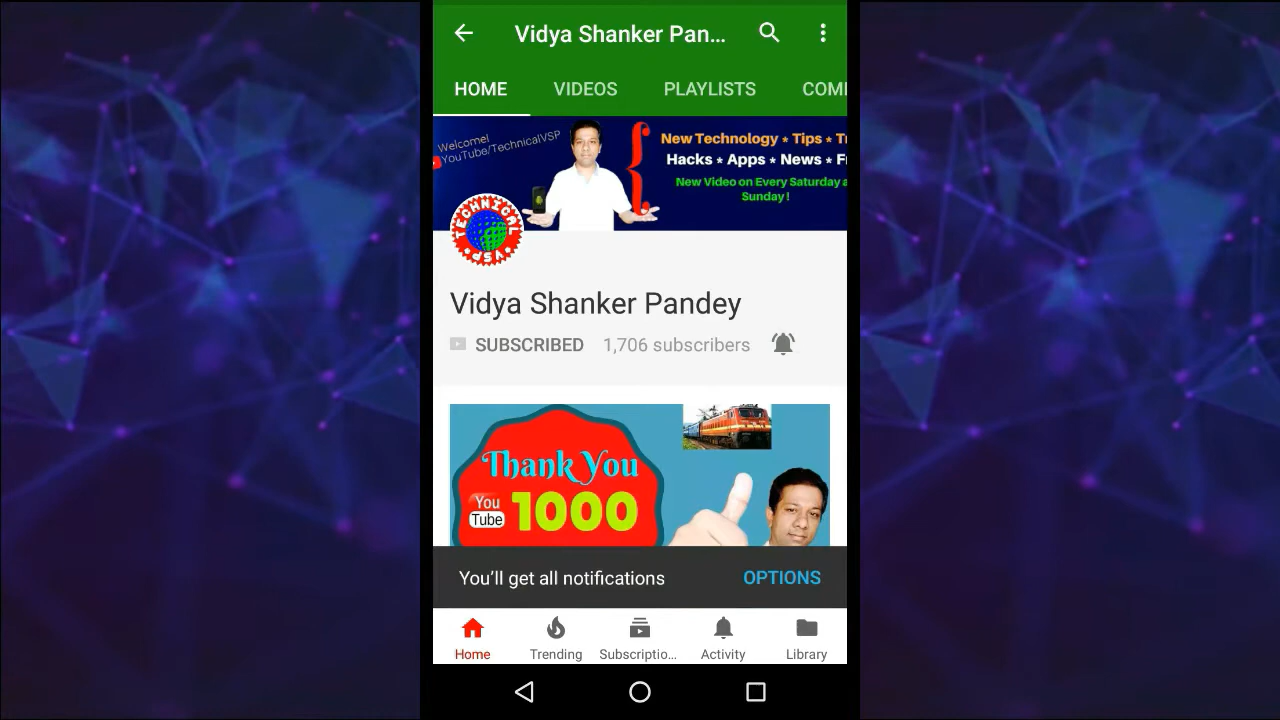 Vidya Shanker Pan...
HOME VIDEOS PLAYLISTS COM
Welcome!
YouTube/TechnicalVSP
New Technology * Tips * Tr
Hacks * Apps * News * Fr
New Video on Every Saturday a
Sunday !
TECHNICAL
VSP
Vidya Shanker Pandey
SUBSCRIBED 1,706 subscribers
Thank You
You
Tube
1000
You'll get all notifications OPTIONS
Home Trending Subscriptio... Activity Library